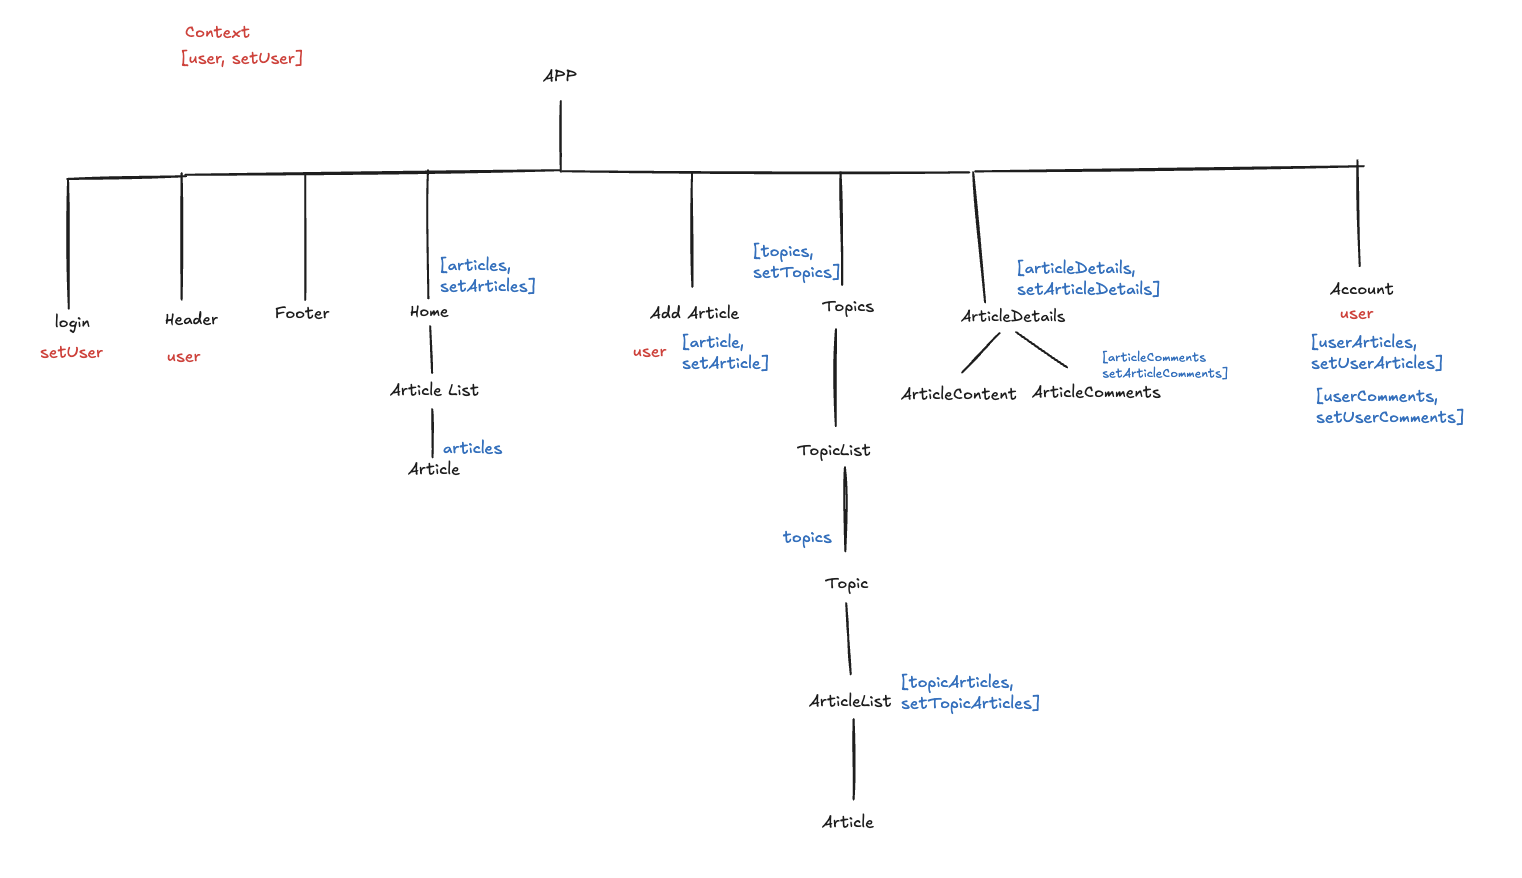 Context
[user, setUser]
APP
login
setUser
Header
user
Footer
[articles,
setArticles]
Home
Article List
articles
Article
Add Article
user
[article,
setArticle]
[topics,
setTopics]
Topics
TopicList
topics
Topic
ArticleList
[topicArticles,
setTopicArticles]
Article
[articleDetails,
setArticleDetails]
ArticleDetails
ArticleContent
[articleComments
setArticleComments]
ArticleComments
Account
user
[userArticles,
setUserArticles]
[userComments,
setUserComments]